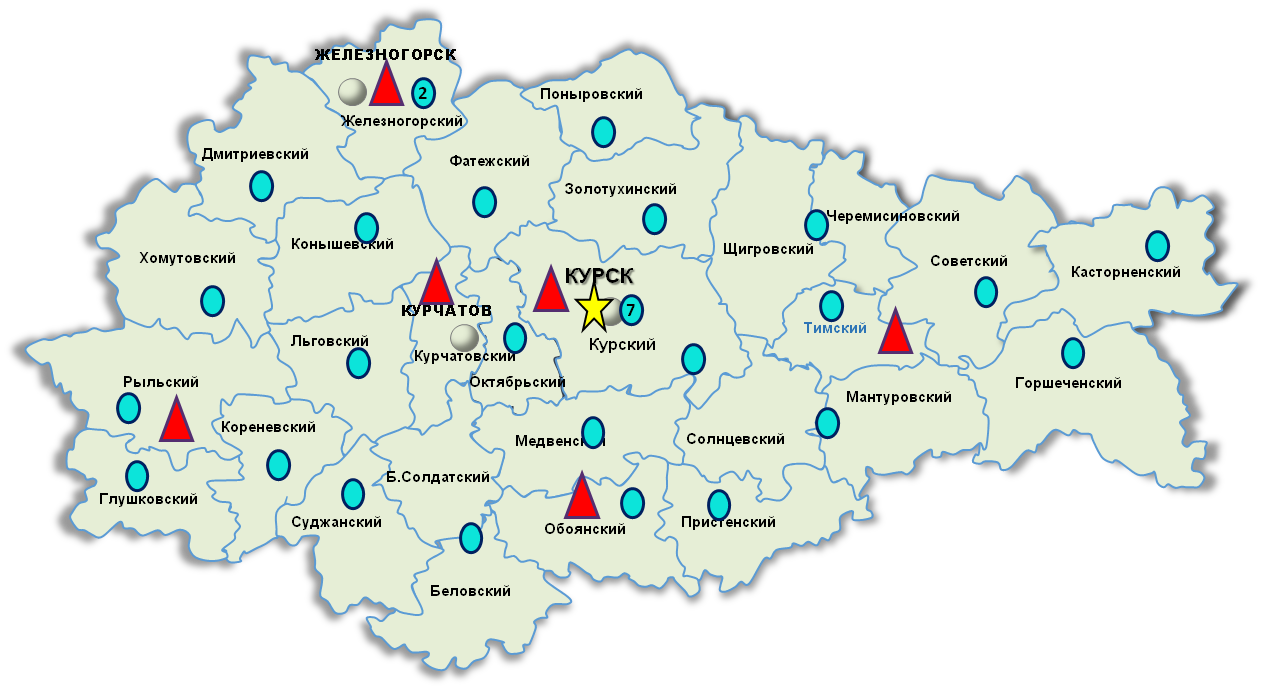 ЖЕЛЕЗНОГОРСК
2
Железногорский
Поныровский
Дмитриевский
Фатежский
Золотухинский
Черемисиновский
Конышевский
Щигровский
Хомутовский
Советский
Касторненский
КУРСК
7
КУРЧАТОВ
Тимский
Льговский
Курский
Курчатовский
Октябрьский
Рыльский
Горшеченский
Мантуровский
Кореневский
Медвенский
Солнцевский
Б.Солдатский
Глушковский
Суджанский
Обоянский
Пристенский
Беловский